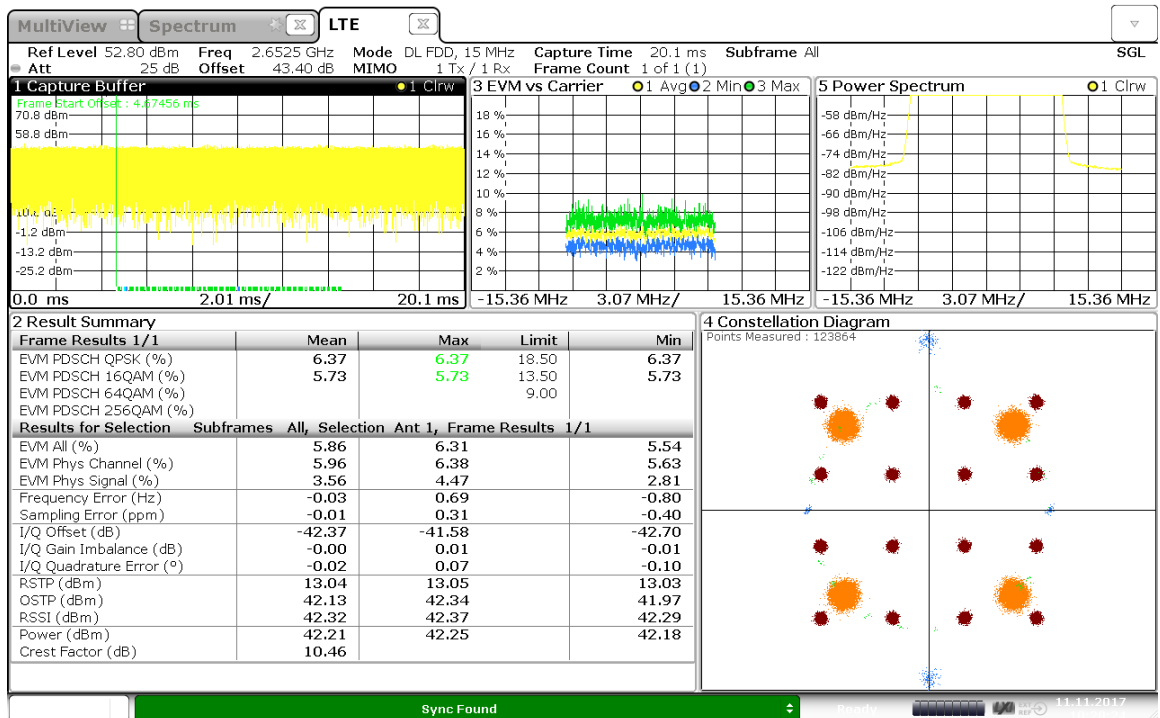 MultiView Spectrum LTE
Ref Level 52.80 dBm Freq 2.6525 GHz Mode DL FDD, 15 MHz Capture Time 20.1 ms Subframe All SGL
Att 25 dB Offset 43.40 dB MIMO 1 Tx / 1 Rx Frame Count 1 of 1 (1)
1 Capture Buffer 1 Clrw
Frame Start Offset : 4.67456 ms
70.8 dBm
58.8 dBm
-1.2 dBm
-13.2 dBm
-25.2 dBm
0.0 ms 2.01 ms/ 20.1 ms
3 EVM vs Carrier 1 Avg 2 Min 3 Max
18 %
16 %
14 %
12 %
10 %
8 %
6 %
4 %
2 %
-15.36 MHz 3.07 MHz/ 15.36 MHz
5 Power Spectrum 1 Clrw
-58 dBm/Hz
-66 dBm/Hz
-74 dBm/Hz
-82 dBm/Hz
-90 dBm/Hz
-98 dBm/Hz
-106 dBm/Hz
-114 dBm/Hz
-122 dBm/Hz
-15.36 MHz 3.07 MHz/ 15.36 MHz
2 Result Summary
Frame Results 1/1 Mean Max Limit Min
EVM PDSCH QPSK (%) 6.37 6.37 18.50 6.37
EVM PDSCH 16QAM (%) 5.73 5.73 13.50 5.73
EVM PDSCH 64QAM (%) 9.00
EVM PDSCH 256QAM (%)
Results for Selection Subframes All, Selection Ant 1, Frame Results 1/1
EVM All (%) 5.86 6.31 5.54
EVM Phys Channel (%) 5.96 6.38 5.63
EVM Phys Signal (%) 3.56 4.47 2.81
Frequency Error (Hz) -0.03 0.69 -0.80
Sampling Error (ppm) -0.01 0.31 -0.40
I/Q Offset (dB) -42.37 -41.58 -42.70
I/Q Gain Imbalance (dB) -0.00 0.01 -0.01
I/Q Quadrature Error (º) -0.02 0.07 -0.10
RSTP (dBm) 13.04 13.05 13.03
OSTP (dBm) 42.13 42.34 41.97
RSSI (dBm) 42.32 42.37 42.29
Power (dBm) 42.21 42.25 42.18
Crest Factor (dB) 10.46
4 Constellation Diagram
Points Measured : 123864
Sync Found Ready 11.11.2017